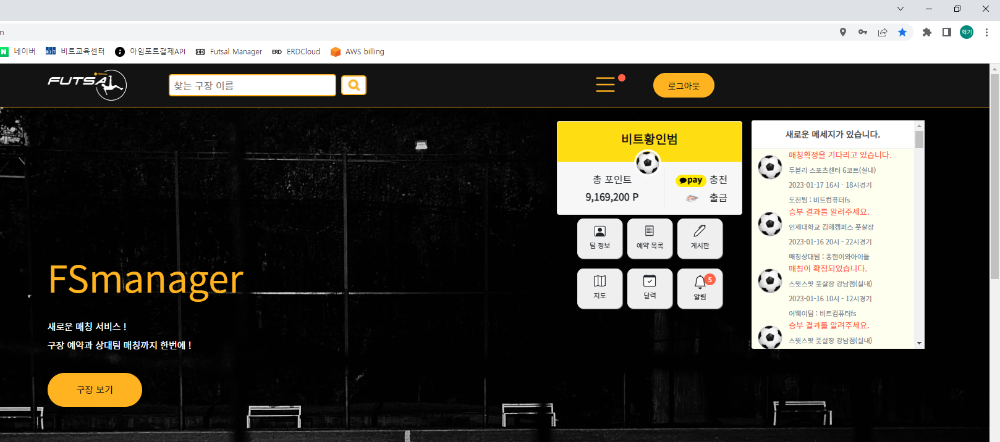 n
혁기
네이버
비트교육센터
아임포트결제API
Futsal Manager
ERD
ERDCloud
AWS billing
FUTSAL
찾는 구장 이름
로그아웃
비트황인범
총 포인트
9,169,200 P
pay 충전
출금
팀 정보
예약 목록
게시판
지도
달력
5
알림
새로운 메세지가 있습니다.
매칭확정을 기다리고 있습니다.
두블리 스포츠센터 6코트(실내)
2023-01-17 16시 - 18시경기
도전팀 : 비트컴퓨터fs
승부 결과를 알려주세요.
인제대학교 김해캠퍼스 풋살장
2023-01-16 20시 - 22시경기
매칭상대팀 : 종현이와아이들
매칭이 확정되었습니다.
스윗스팟 풋살장 강남점(실내)
2023-01-16 10시 - 12시경기
어웨이팀 : 비트컴퓨터fs
승부 결과를 알려주세요.
스윗스팟 풋살장 강남점(실내)
FSmanager
새로운 매칭 서비스 !
구장 예약과 상대팀 매칭까지 한번에 !
구장 보기